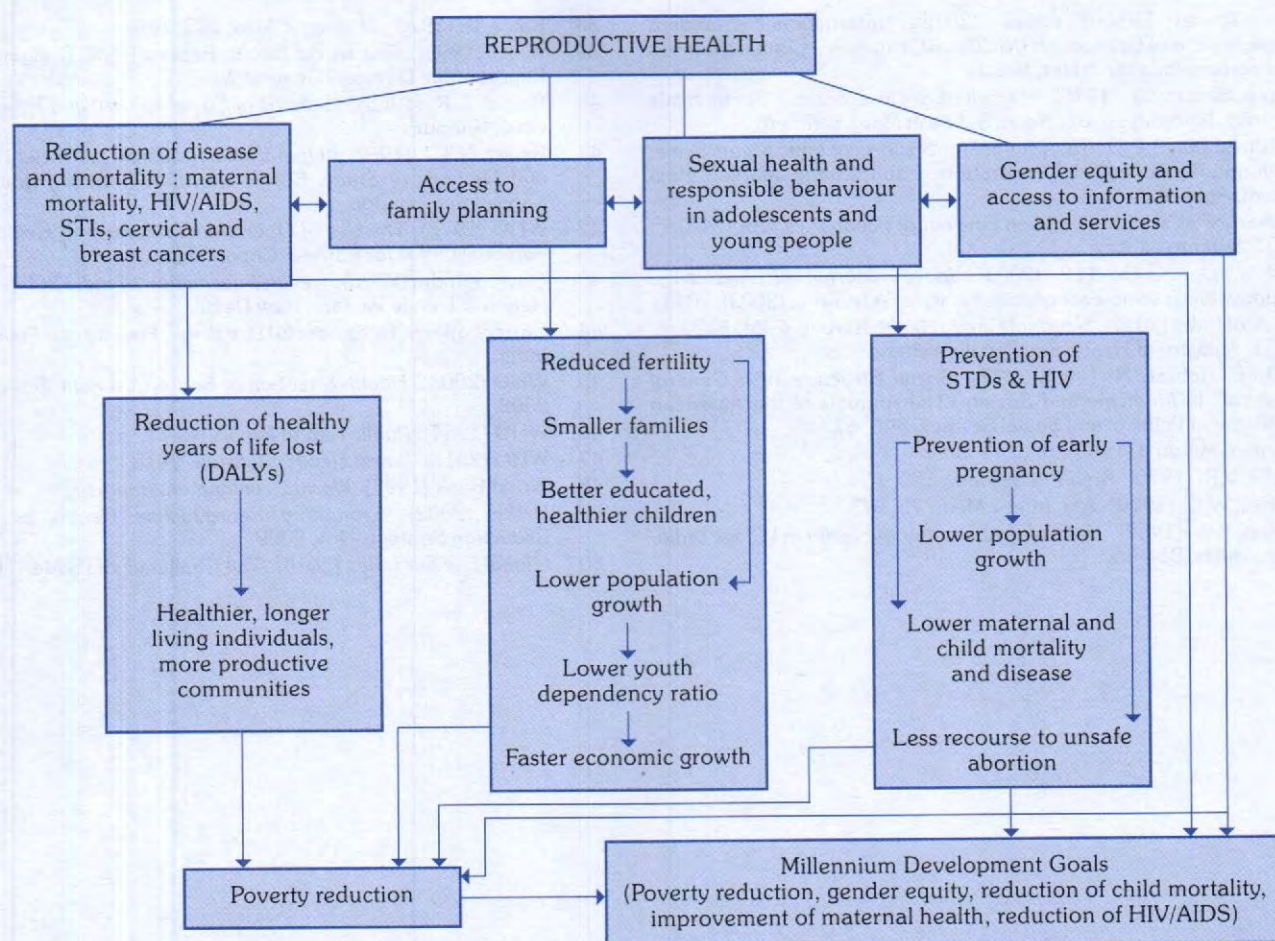 REPRODUCTIVE HEALTH
Reduction of disease
and mortality : maternal
mortality, HIV/AIDS,
STIs, cervical and
breast cancers
Access to
family planning
Sexual health and
responsible behaviour
in adolescents and
young people
Gender equity and
access to information
and services
Reduction of healthy
years of life lost
(DALYs)
Healthier, longer
living individuals,
more productive
communities
Reduced fertility
Smaller families
Better educated,
healthier children
Lower population
growth
Lower youth
dependency ratio
Faster economic growth
Prevention of
STDs & HIV
Prevention of early
pregnancy
Lower population
growth
Lower maternal and
child mortality
and disease
Less recourse to unsafe
abortion
Poverty reduction
Millennium Development Goals
(Poverty reduction, gender equity, reduction of child mortality,
improvement of maternal health, reduction of HIV/AIDS)